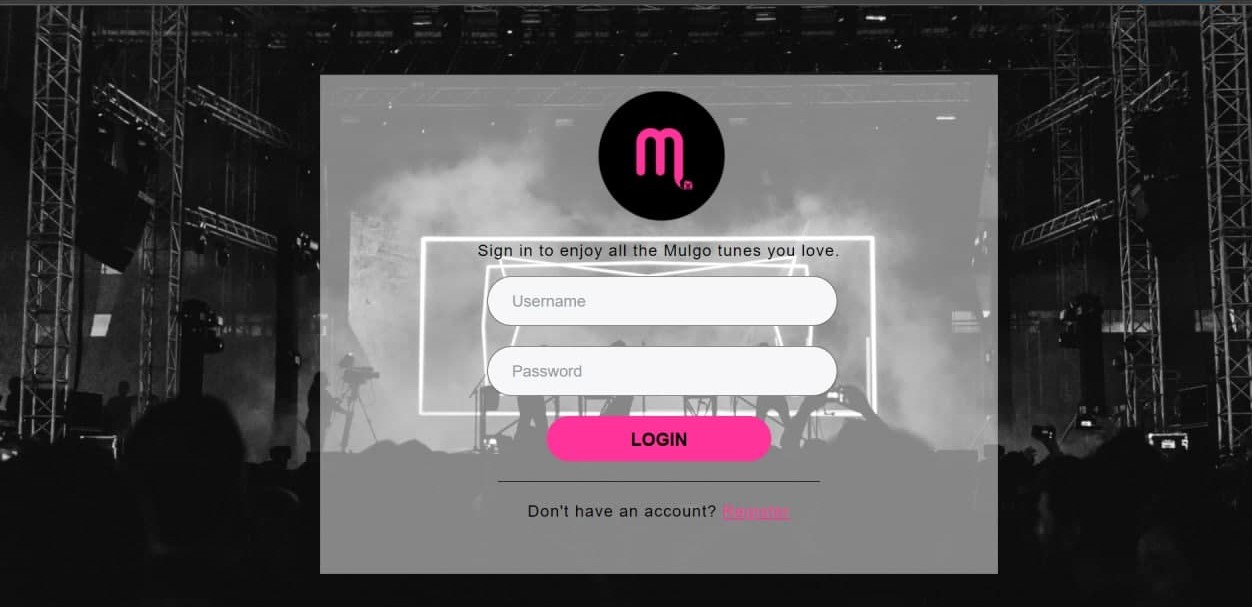 m
Sign in to enjoy all the Mulgo tunes you love.
Username
Password
LOGIN
Don't have an account? Register